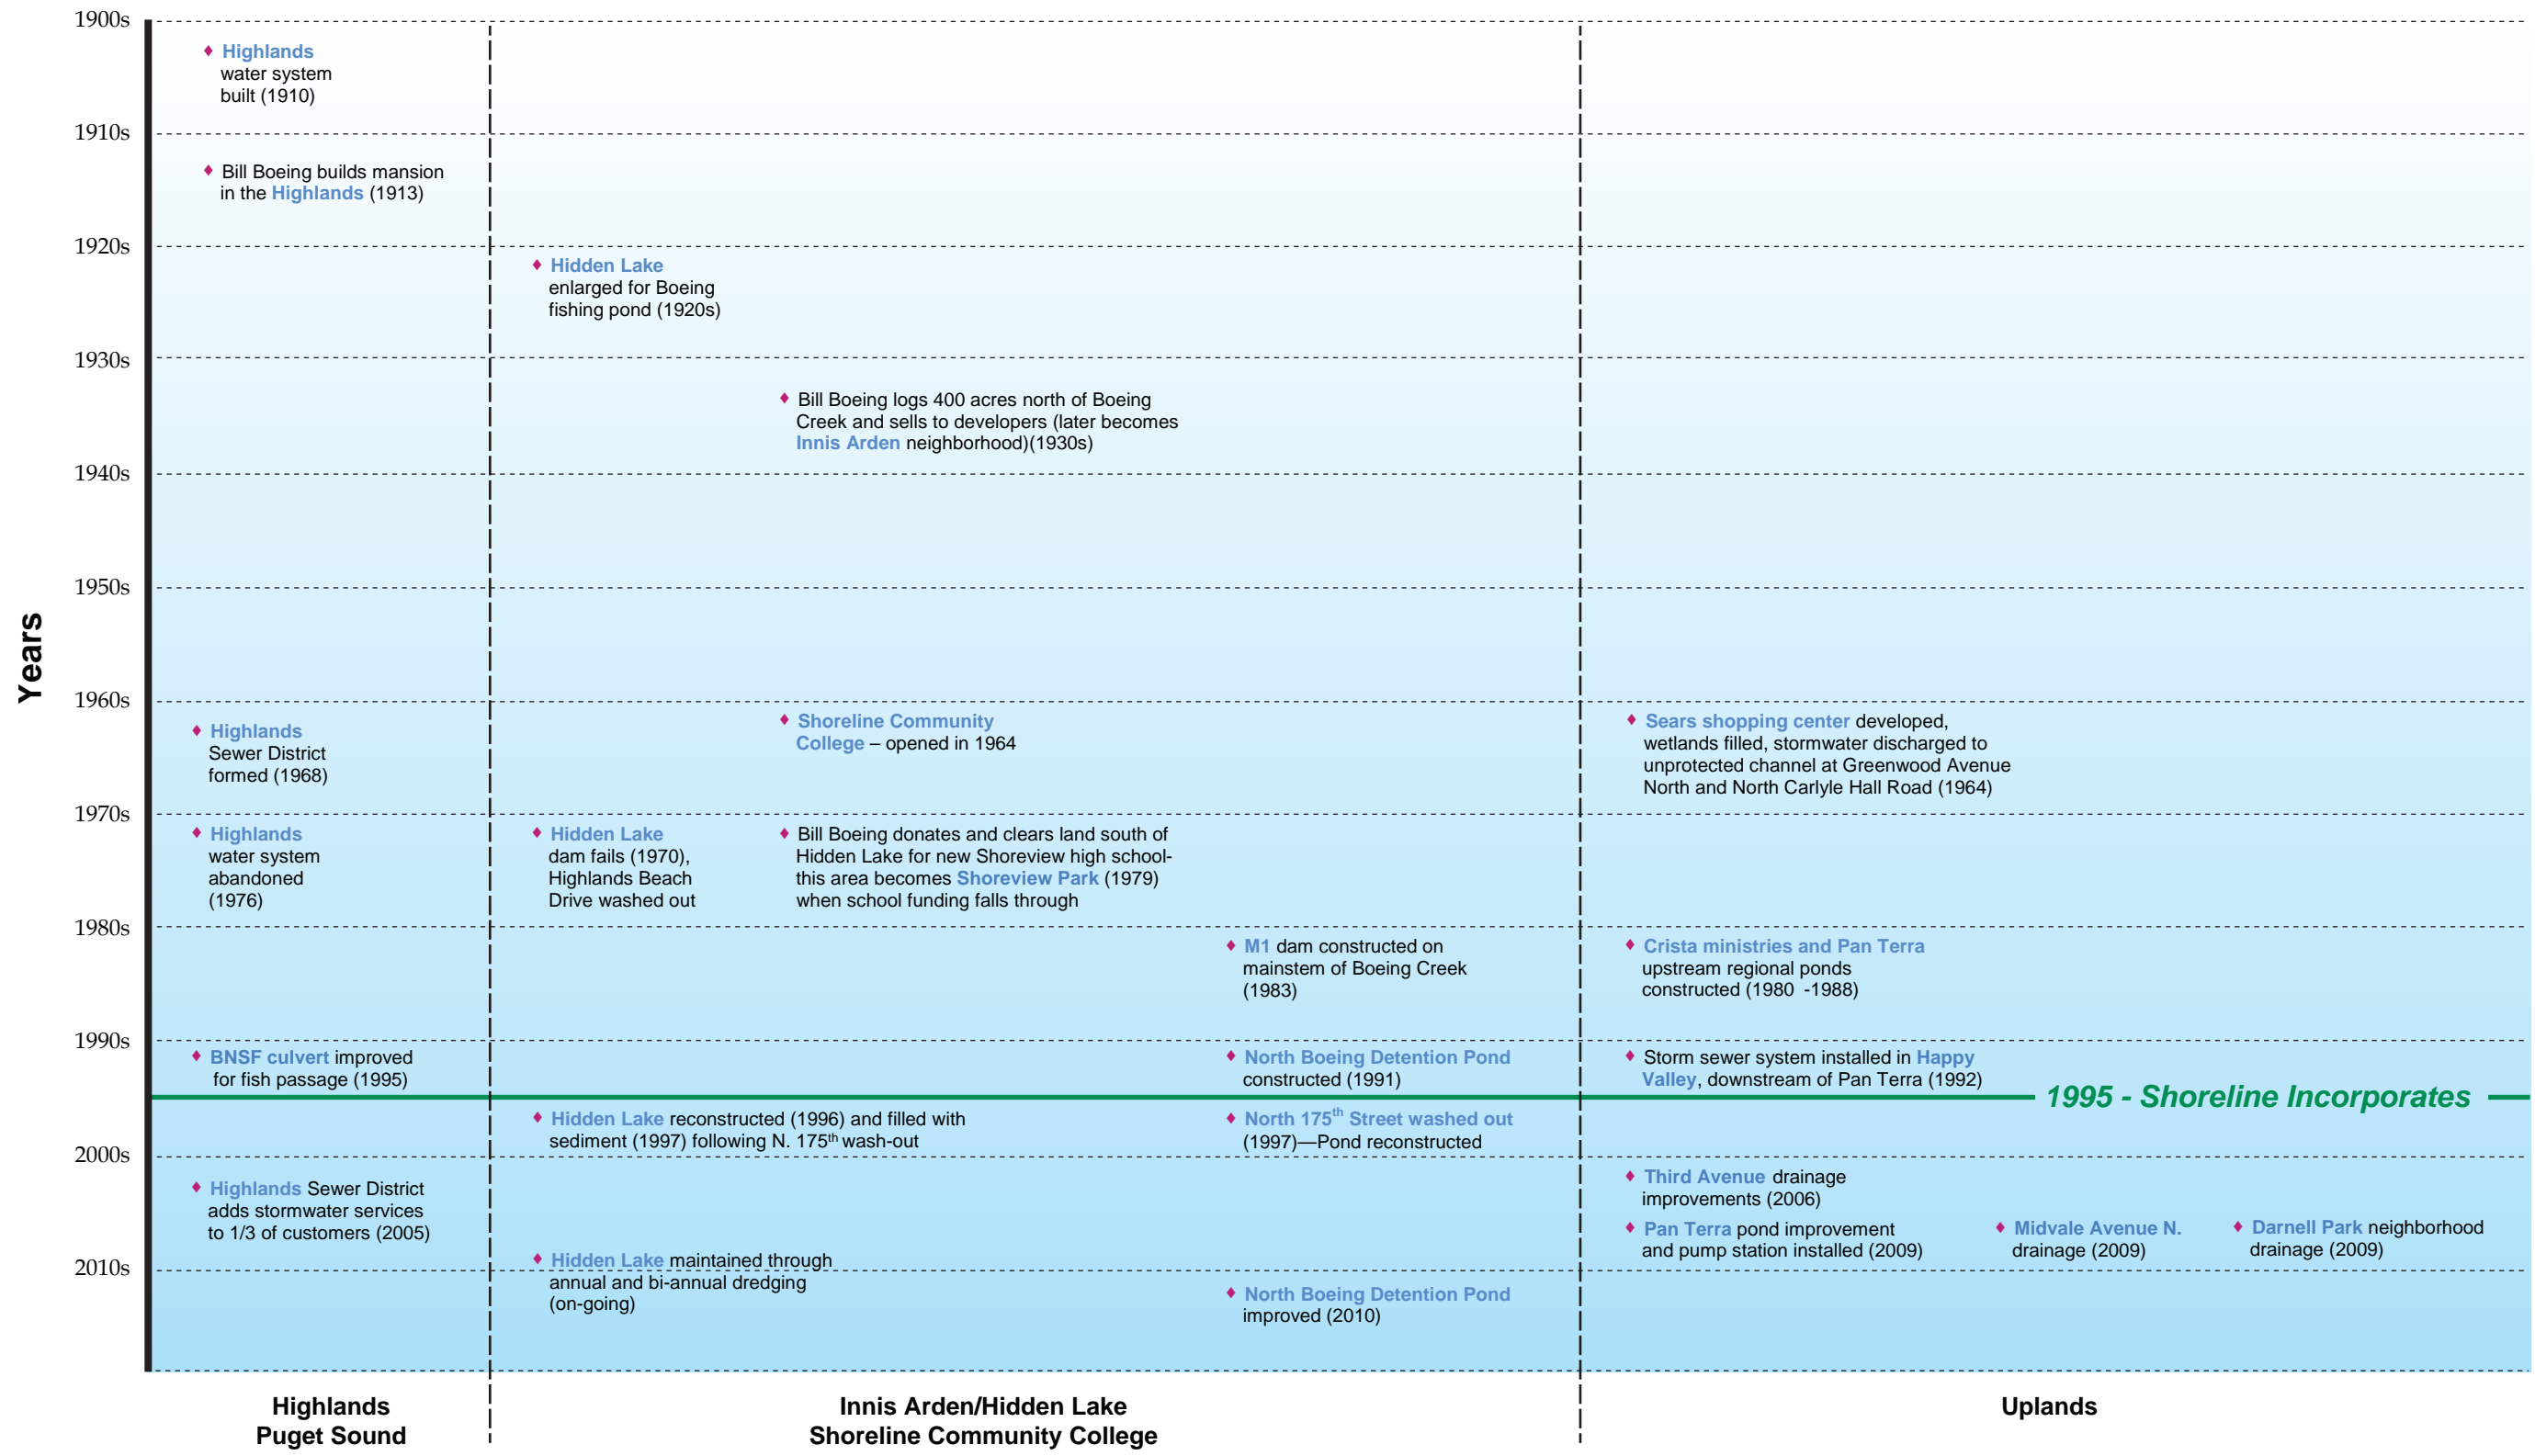 Years
1900s
1910s
1920s
1930s
1940s
1950s
1960s
1970s
1980s
1990s
2000s
2010s
Highlands
water system
built (1910)
Bill Boeing builds mansion
in the Highlands (1913)
Hidden Lake
enlarged for Boeing
fishing pond (1920s)
Bill Boeing logs 400 acres north of Boeing
Creek and sells to developers (later becomes
Innis Arden neighborhood)(1930s)
Highlands
Sewer District
formed (1968)
Shoreline Community
College – opened in 1964
Sears shopping center developed,
wetlands filled, stormwater discharged to
unprotected channel at Greenwood Avenue
North and North Carlyle Hall Road (1964)
Highlands
water system
abandoned
(1976)
Hidden Lake
dam fails (1970),
Highlands Beach
Drive washed out
Bill Boeing donates and clears land south of
Hidden Lake for new Shoreview high school-
this area becomes Shoreview Park (1979)
when school funding falls through
M1 dam constructed on
mainstem of Boeing Creek
(1983)
Crista ministries and Pan Terra
upstream regional ponds
constructed (1980 -1988)
BNSF culvert improved
for fish passage (1995)
North Boeing Detention Pond
constructed (1991)
Storm sewer system installed in Happy
Valley, downstream of Pan Terra (1992)
1995 - Shoreline Incorporates
Hidden Lake reconstructed (1996) and filled with
sediment (1997) following N. 175th wash-out
North 175th Street washed out
(1997)—Pond reconstructed
Highlands Sewer District
adds stormwater services
to 1/3 of customers (2005)
Third Avenue drainage
improvements (2006)
Pan Terra pond improvement
and pump station installed (2009)
Midvale Avenue N.
drainage (2009)
Darnell Park neighborhood
drainage (2009)
Hidden Lake maintained through
annual and bi-annual dredging
(on-going)
North Boeing Detention Pond
improved (2010)
Highlands
Puget Sound
Innis Arden/Hidden Lake
Shoreline Community College
Uplands